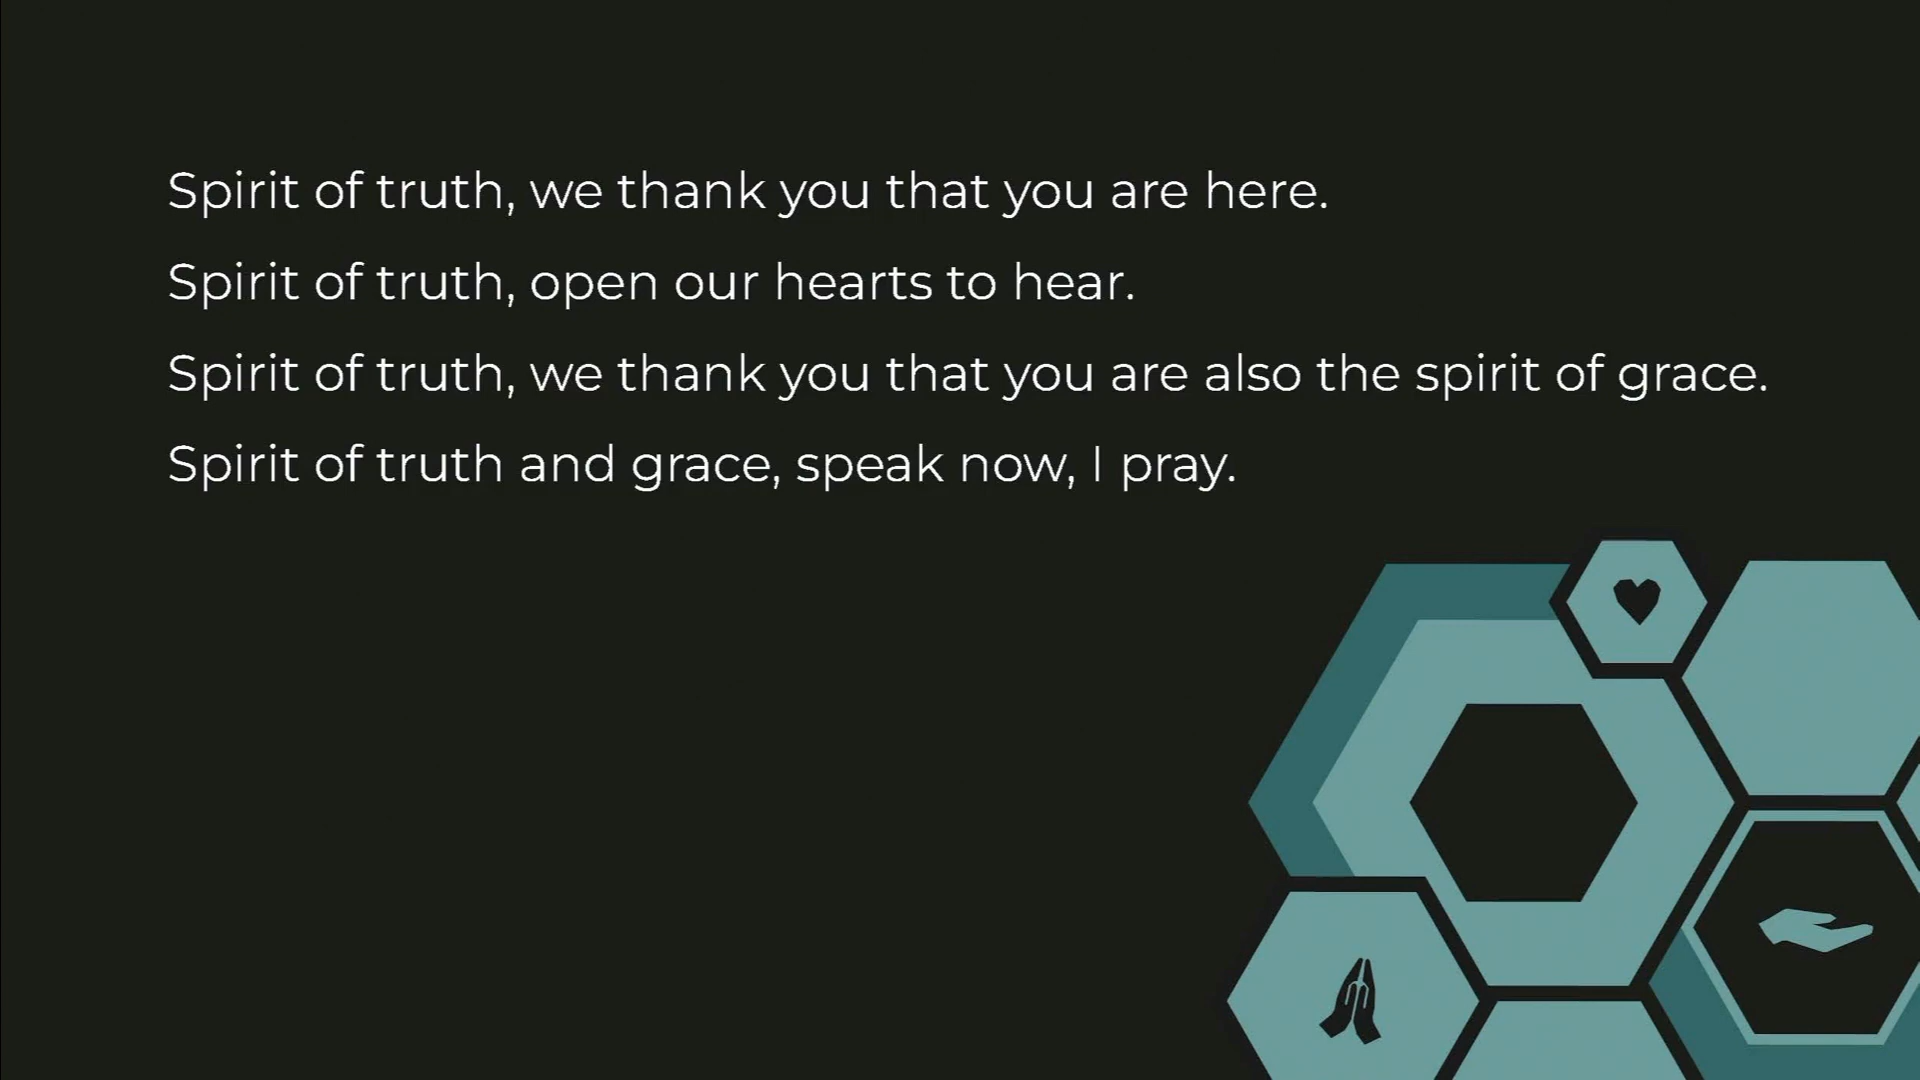 Spirit of truth, we thank you that you are here.
Spirit of truth, open our hearts to hear.
Spirit of truth, we thank you that you are also the spirit of grace.
Spirit of truth and grace, speak now, I pray.